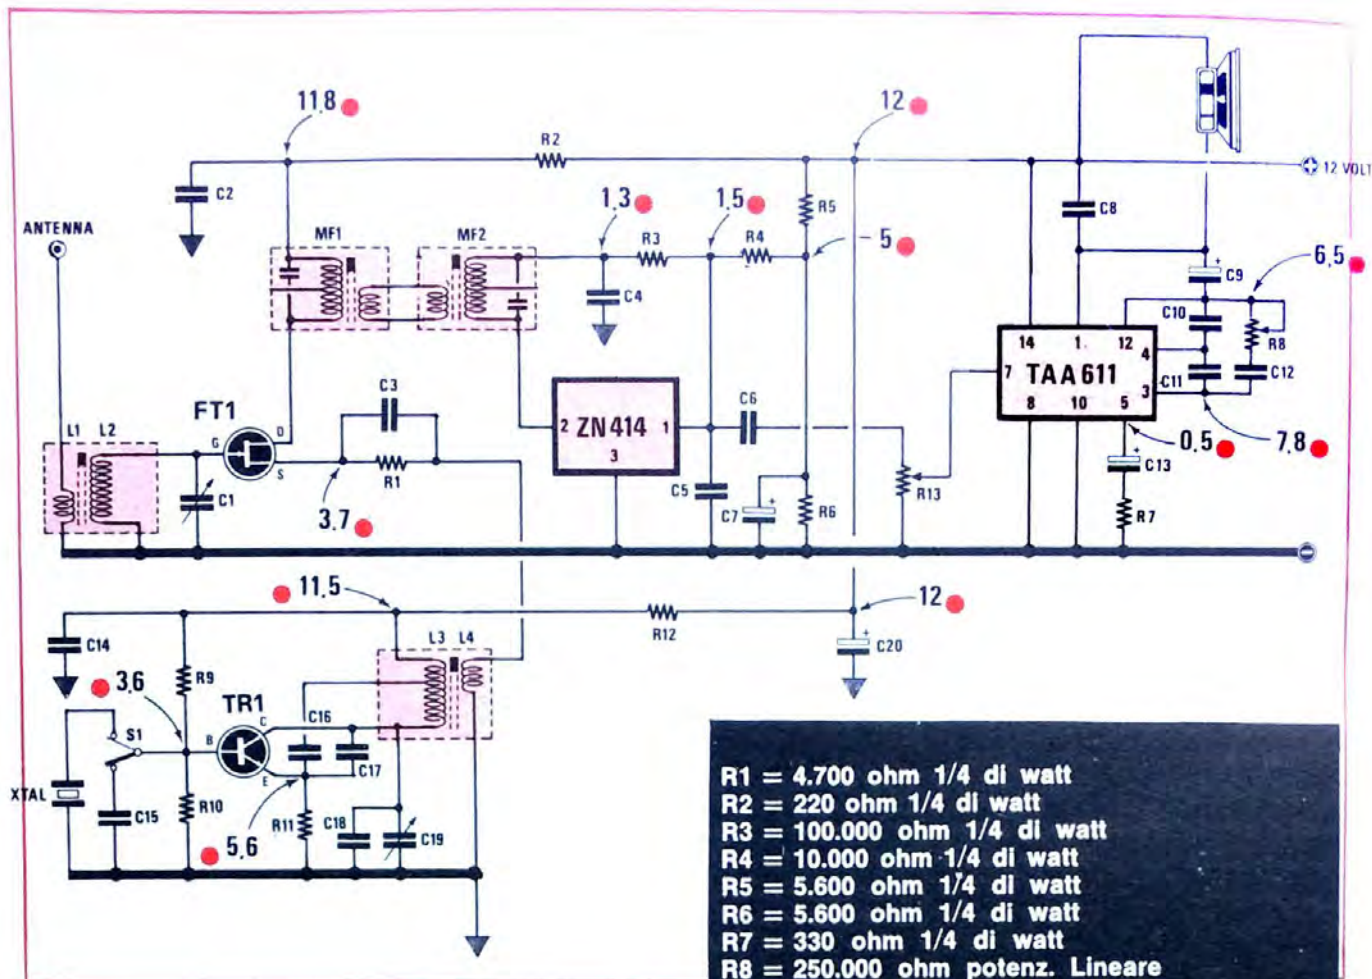 11,8
12
R2
C2
12 VOLT
ANTENNA
MF1
MF2
1,3
R3
1,5
R4
R5
5
C8
6,5
C4
C9
C10
R8
14
1
12
4
C12
C11
3
7
TAA611
8
10
5
FT1
C3
D
G
S
L1
L2
R1
C1
3,7
2
ZN414
1
3
C6
C5
C7
R6
R13
0,5
7,8
C13
R7
11,5
12
R12
C20
L3
L4
C14
R9
3,6
TR1
C
B
E
C16
C17
S1
XTAL
C15
R10
5,6
R11
C18
C19
R1 = 4.700 ohm 1/4 di watt
R2 = 220 ohm 1/4 di watt
R3 = 100.000 ohm 1/4 di watt
R4 = 10.000 ohm 1/4 di watt
R5 = 5.600 ohm 1/4 di watt
R6 = 5.600 ohm 1/4 di watt
R7 = 330 ohm 1/4 di watt
R8 = 250.000 ohm potenz. Lineare